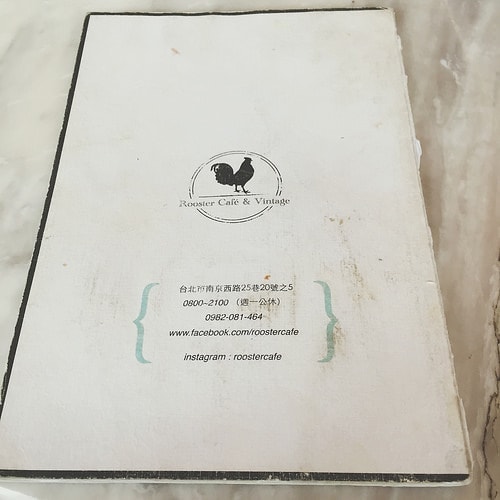 Rooster Café & Vintage
台北市南京西路25巷20號之5
0800~2100 （週一公休）
0982-081-464
www.facebook.com/roostercafe
instagram : roostercafe